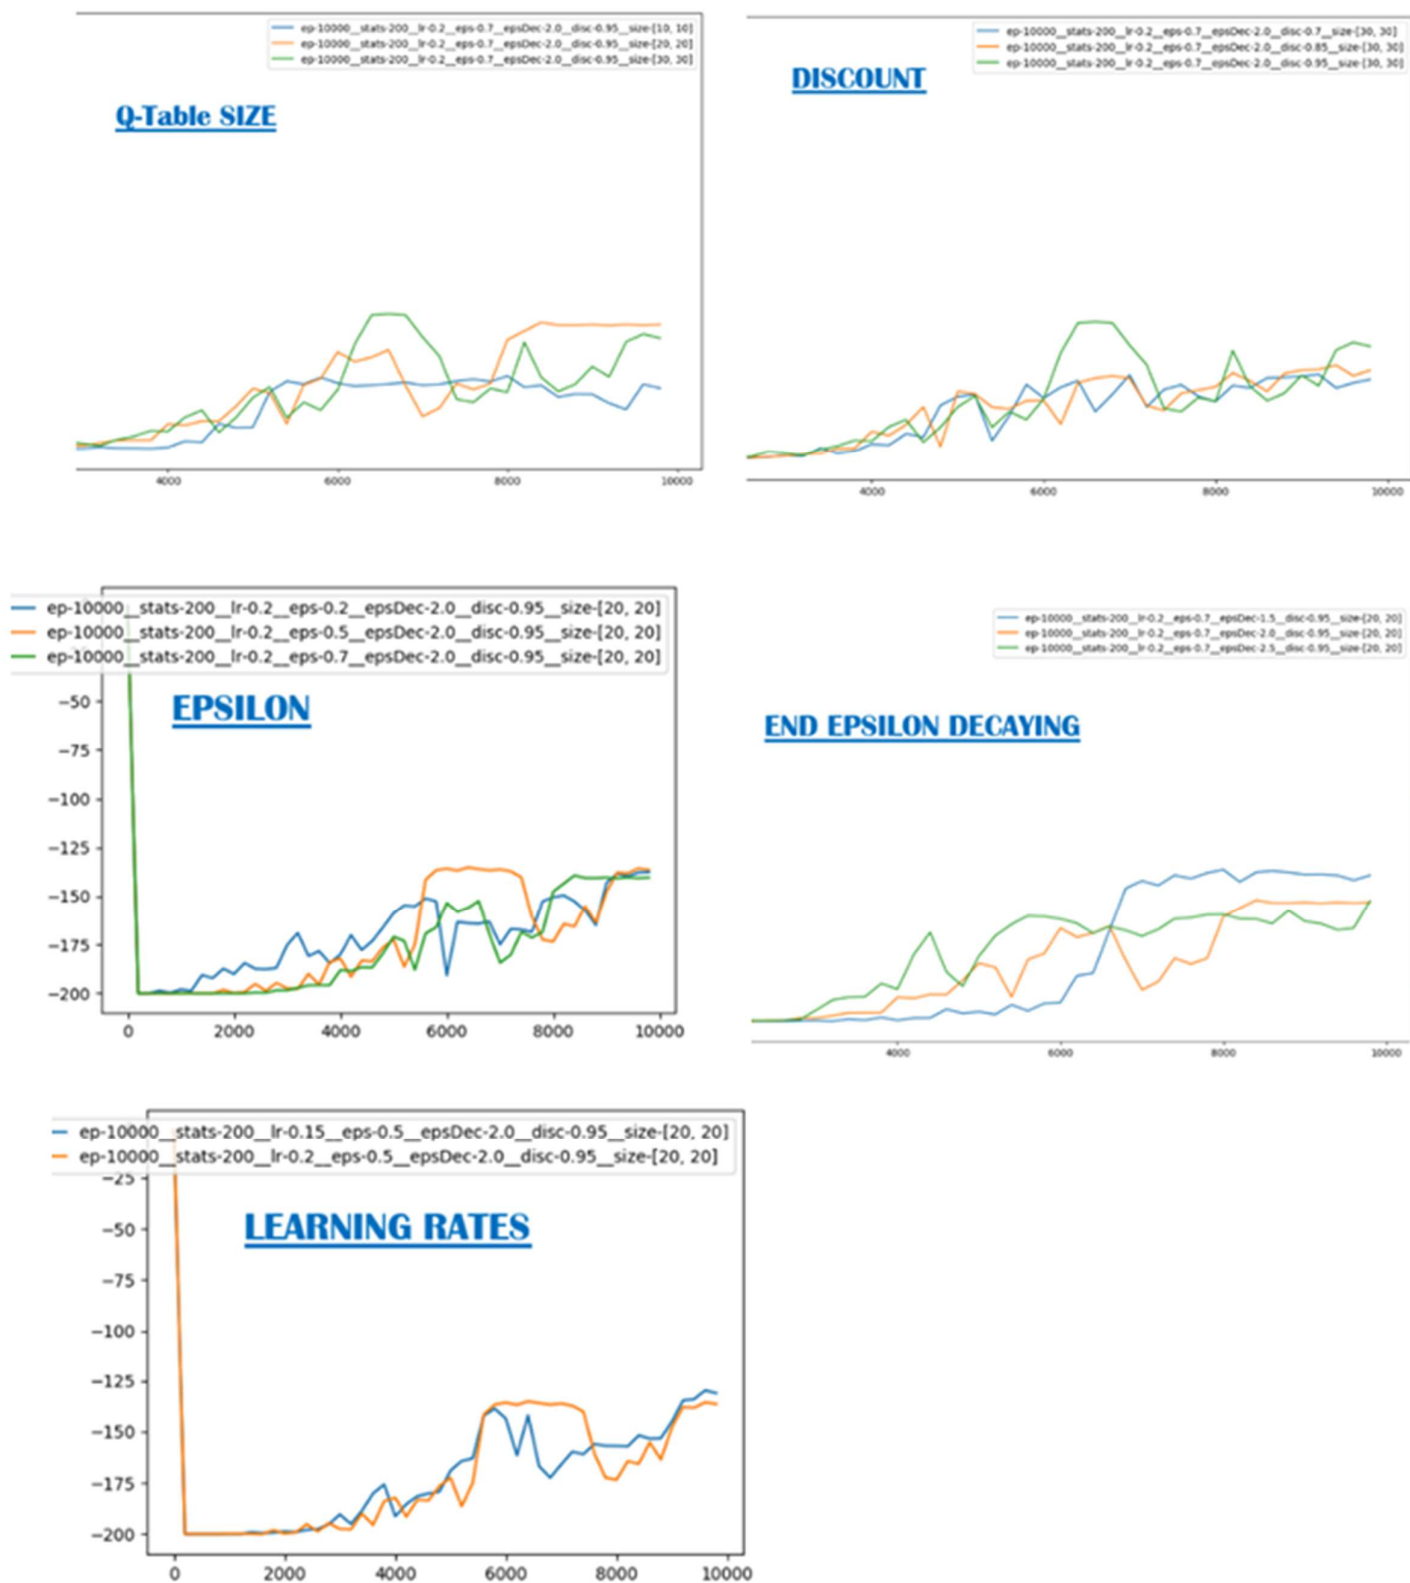 ep-10000__stats-200__lr-0.2__eps-0.7__epsDec-2.0__disc-0.95__size-[10, 10]
ep-10000__stats-200__lr-0.2__eps-0.7__epsDec-2.0__disc-0.95__size-[20, 20]
ep-10000__stats-200__lr-0.2__eps-0.7__epsDec-2.0__disc-0.95__size-[30, 30]
Q-Table SIZE
4000 6000 8000 10000
ep-10000__stats-200__lr-0.2__eps-0.7__epsDec-2.0__disc-0.7__size-[30, 30]
ep-10000__stats-200__lr-0.2__eps-0.7__epsDec-2.0__disc-0.85__size-[30, 30]
ep-10000__stats-200__lr-0.2__eps-0.7__epsDec-2.0__disc-0.95__size-[30, 30]
DISCOUNT
4000 6000 8000 10000
ep-10000__stats-200__lr-0.2__eps-0.2__epsDec-2.0__disc-0.95__size-[20, 20]
ep-10000__stats-200__lr-0.2__eps-0.5__epsDec-2.0__disc-0.95__size-[20, 20]
ep-10000__stats-200__lr-0.2__eps-0.7__epsDec-2.0__disc-0.95__size-[20, 20]
EPSILON
−50
−75
−100
−125
−150
−175
−200
0 2000 4000 6000 8000 10000
ep-10000__stats-200__lr-0.2__eps-0.7__epsDec-1.5__disc-0.95__size-[20, 20]
ep-10000__stats-200__lr-0.2__eps-0.7__epsDec-2.0__disc-0.95__size-[20, 20]
ep-10000__stats-200__lr-0.2__eps-0.7__epsDec-2.5__disc-0.95__size-[20, 20]
END EPSILON DECAYING
4000 6000 8000 10000
ep-10000__stats-200__lr-0.15__eps-0.5__epsDec-2.0__disc-0.95__size-[20, 20]
ep-10000__stats-200__lr-0.2__eps-0.5__epsDec-2.0__disc-0.95__size-[20, 20]
LEARNING RATES
−25
−50
−75
−100
−125
−150
−175
−200
0 2000 4000 6000 8000 10000